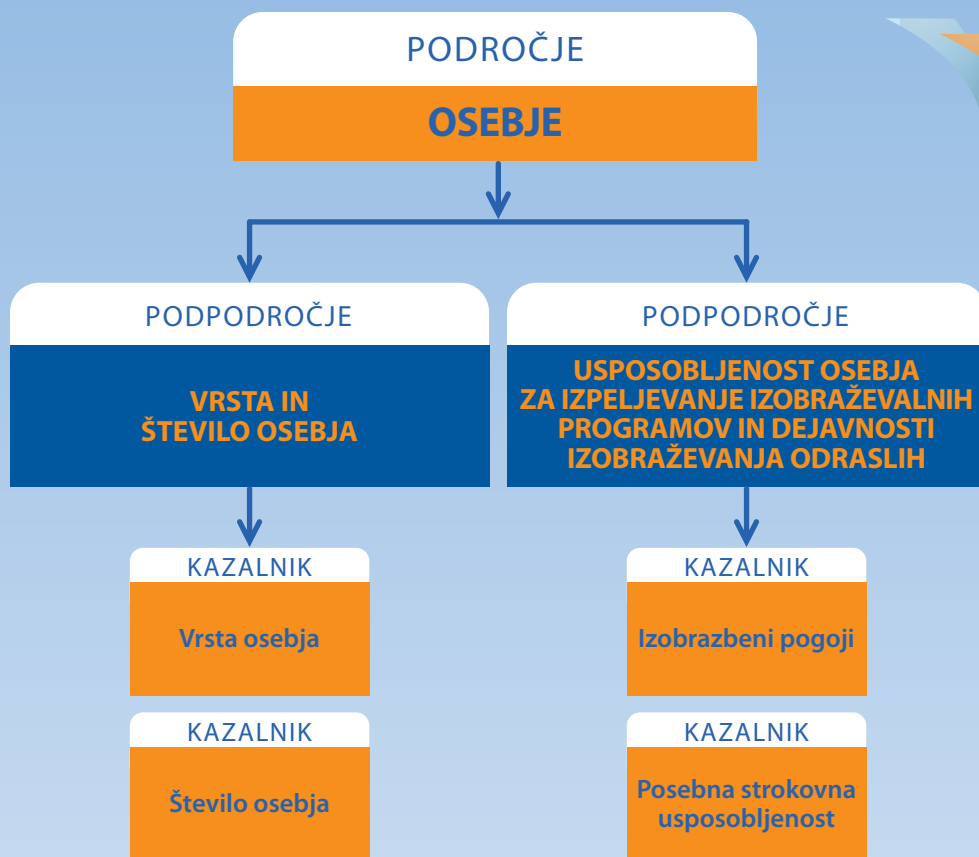 PODROČJE
OSEBJE
PODPODROČJE
VRSTA IN
ŠTEVILO OSEBJA
KAZALNIK
Vrsta osebja
KAZALNIK
Število osebja
PODPODROČJE
USPOSOBLJENOST OSEBJA
ZA IZPELJEVANJE IZOBRAŽEVALNIH
PROGRAMOV IN DEJAVNOSTI
IZOBRAŽEVANJA ODRASLIH
KAZALNIK
Izobrazbeni pogoji
KAZALNIK
Posebna strokovna
usposobljenost